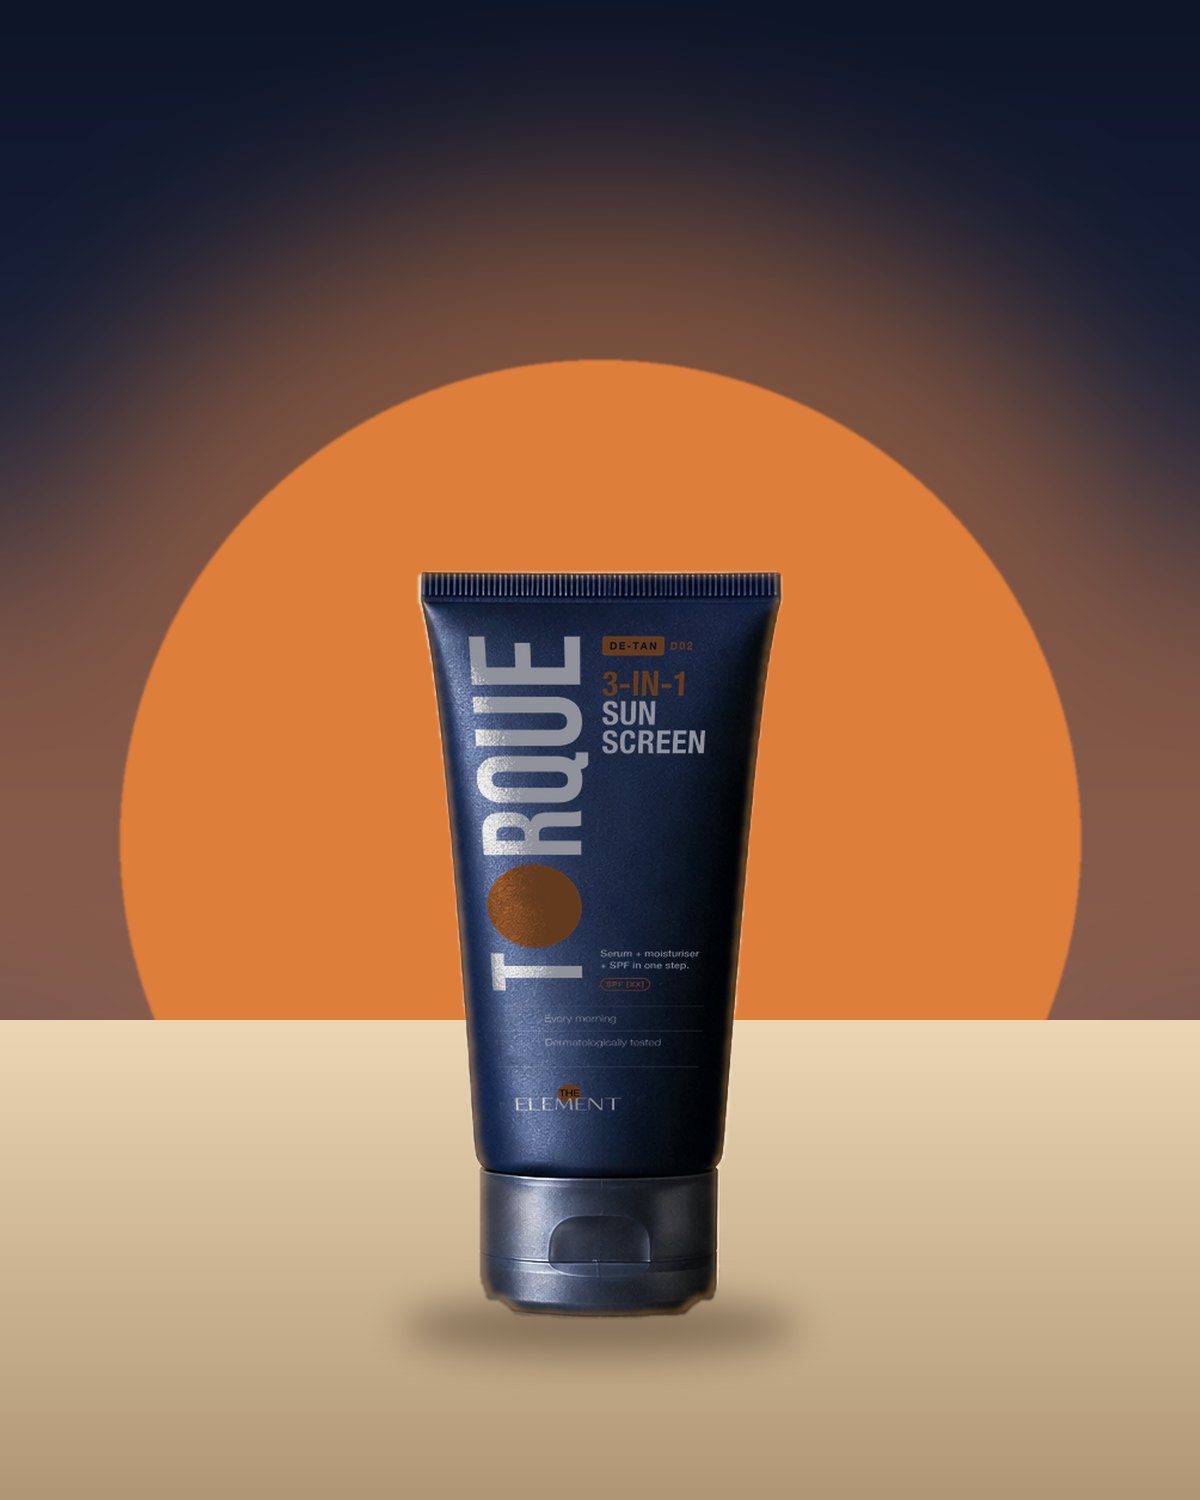 TORQUE
DE-TAN D02
3-IN-1
SUN
SCREEN
Serum + moisturiser
+ SPF in one step.
SPF [XX]
Every morning
Dermatologically tested
THE
ELEMENT